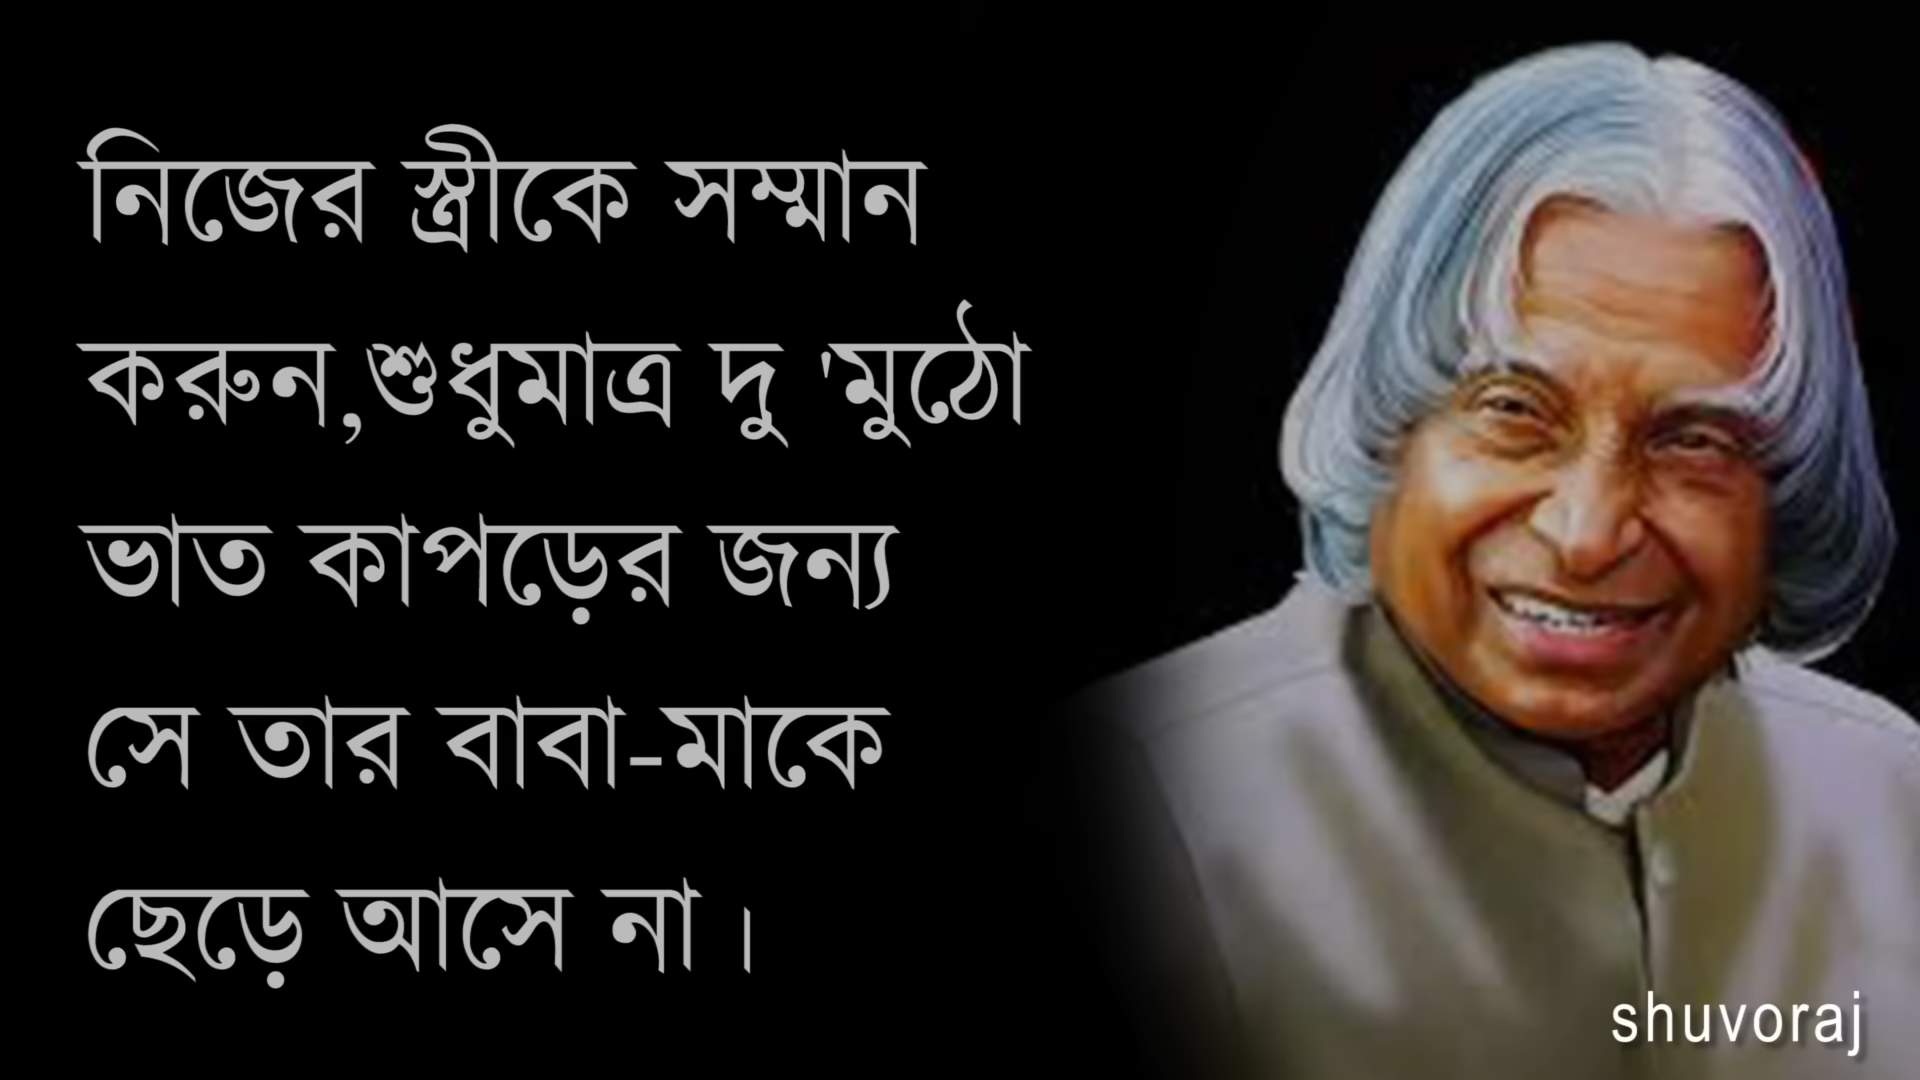 নিজের স্ত্রীকে সম্মান
করুন,শুধুমাত্র দু 'মুঠো
ভাত কাপড়ের জন্য
সে তার বাবা-মাকে
ছেড়ে আসে না।
shuvoraj